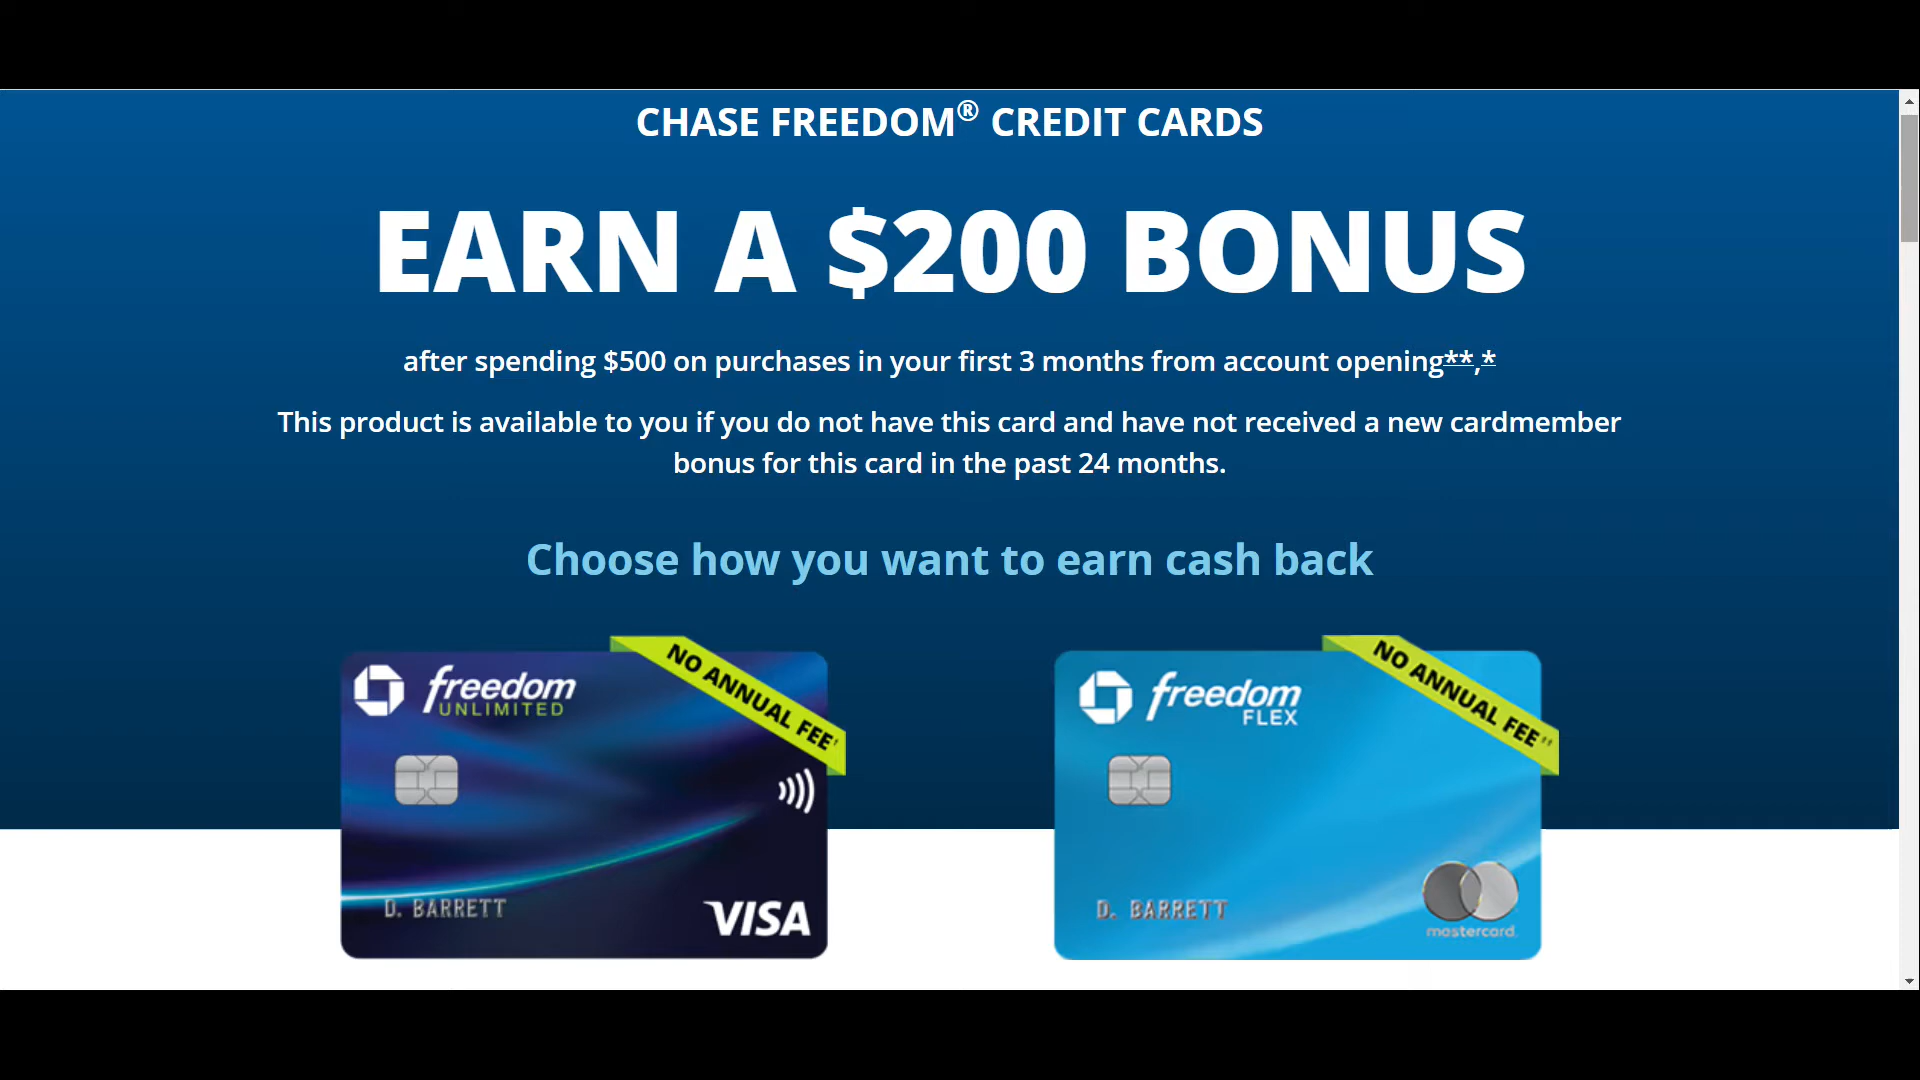 CHASE FREEDOM® CREDIT CARDS
EARN A $200 BONUS
after spending $500 on purchases in your first 3 months from account opening**,*
This product is available to you if you do not have this card and have not received a new cardmember
bonus for this card in the past 24 months.
Choose how you want to earn cash back
NO ANNUAL FEE†
freedom
UNLIMITED
D. BARRETT
VISA
NO ANNUAL FEE††
freedom
FLEX
D. BARRETT
mastercard.